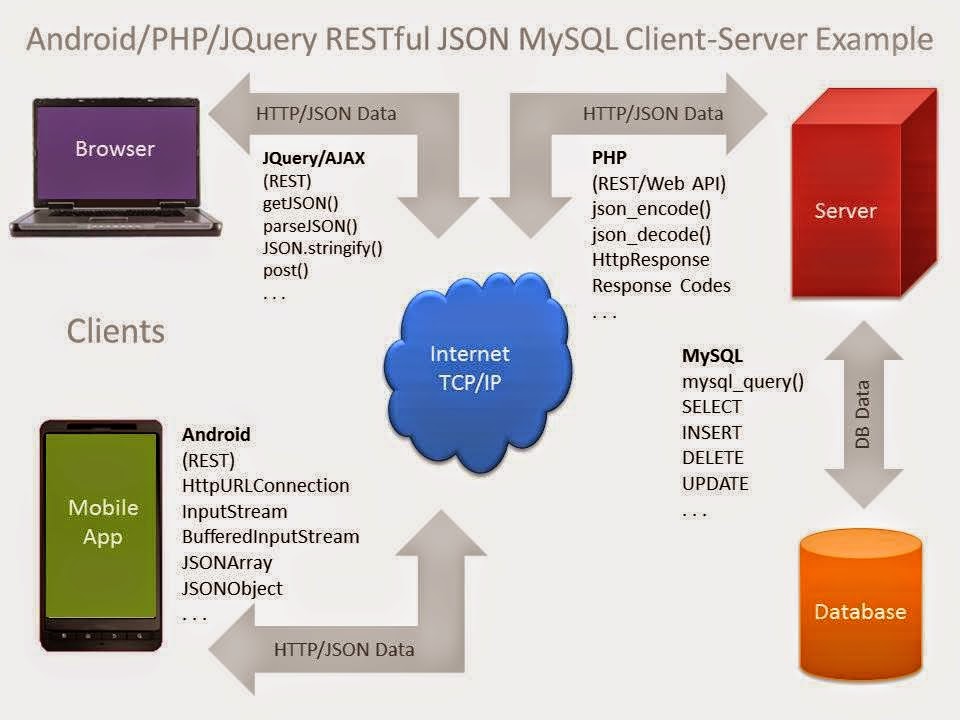 Android/PHP/JQuery RESTful JSON MySQL Client-Server Example
Browser
HTTP/JSON Data
JQuery/AJAX
(REST)
getJSON()
parseJSON()
JSON.stringify()
post()
. . .
HTTP/JSON Data
PHP
(REST/Web API)
json_encode()
json_decode()
HttpResponse
Response Codes
. . .
Server
Clients
Internet
TCP/IP
MySQL
mysql_query()
SELECT
INSERT
DELETE
UPDATE
. . .
DB Data
Mobile
App
Android
(REST)
HttpURLConnection
InputStream
BufferedInputStream
JSONArray
JSONObject
. . .
HTTP/JSON Data
Database